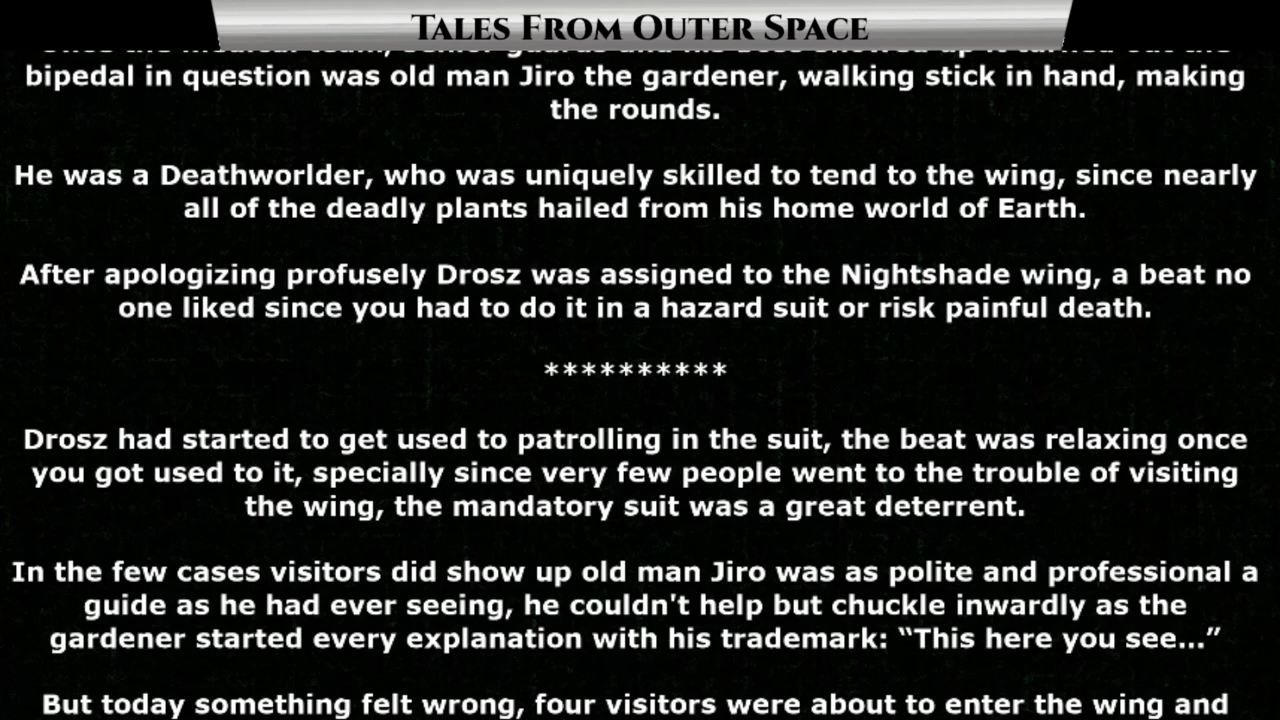 Tales From Outer Space
bipedal in question was old man Jiro the gardener, walking stick in hand, making
the rounds.
He was a Deathworlder, who was uniquely skilled to tend to the wing, since nearly
all of the deadly plants hailed from his home world of Earth.
After apologizing profusely Drosz was assigned to the Nightshade wing, a beat no
one liked since you had to do it in a hazard suit or risk painful death.
**********
Drosz had started to get used to patrolling in the suit, the beat was relaxing once
you got used to it, specially since very few people went to the trouble of visiting
the wing, the mandatory suit was a great deterrent.
In the few cases visitors did show up old man Jiro was as polite and professional a
guide as he had ever seeing, he couldn't help but chuckle inwardly as the
gardener started every explanation with his trademark: “This here you see...”
But today something felt wrong, four visitors were about to enter the wing and